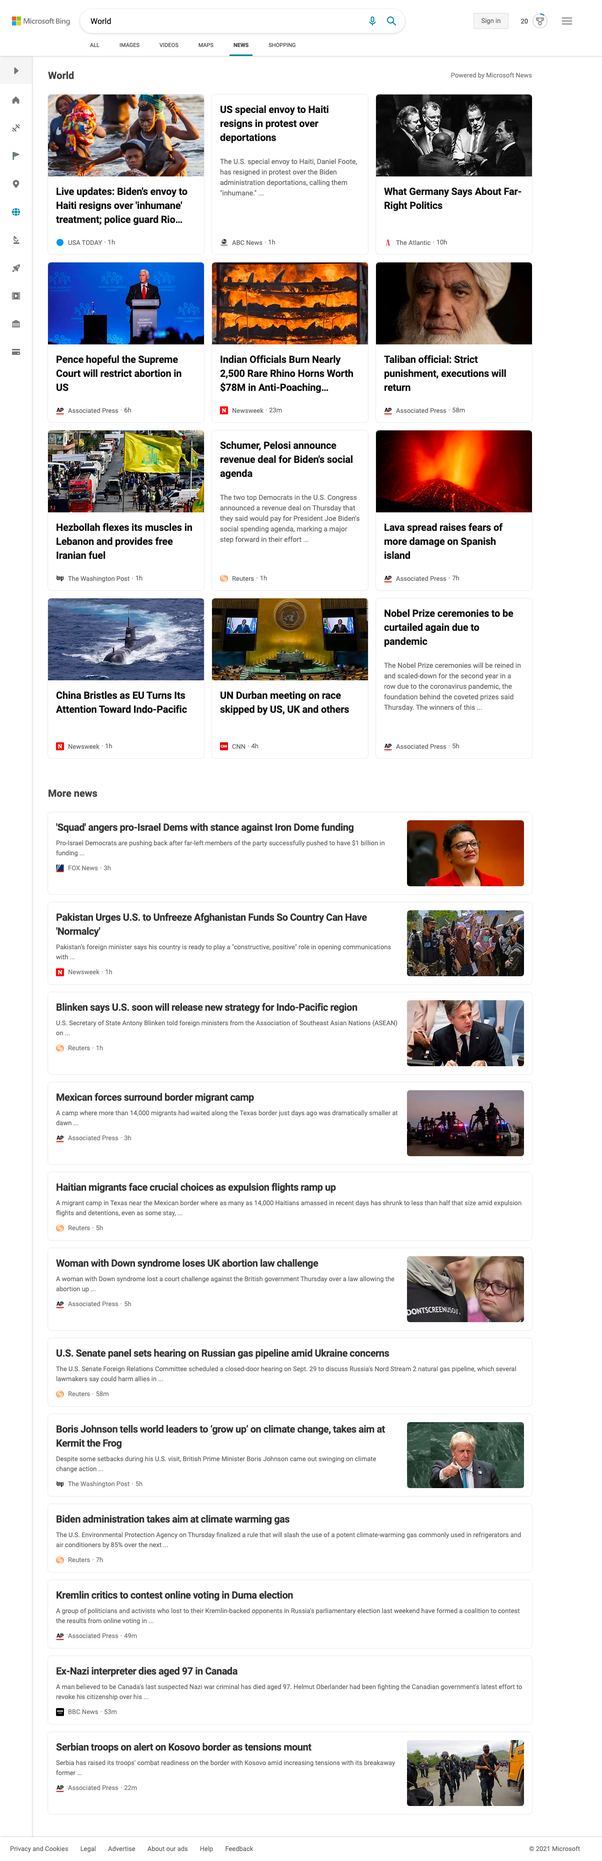 Microsoft Bing
World
Sign in
20
ALL
IMAGES
VIDEOS
MAPS
NEWS
SHOPPING
World
Powered by Microsoft News
Live updates: Biden's envoy to
Haiti resigns over 'inhumane'
treatment; police guard Rio...
USA TODAY · 1h
US special envoy to Haiti
resigns in protest over
deportations
The U.S. special envoy to Haiti, Daniel Foote,
has resigned in protest over the Biden
administration deportations, calling them
"inhumane." ...
ABC News · 1h
What Germany Says About Far-
Right Politics
The Atlantic · 10h
Pence hopeful the Supreme
Court will restrict abortion in
US
AP Associated Press · 6h
Indian Officials Burn Nearly
2,500 Rare Rhino Horns Worth
$78M in Anti-Poaching...
N Newsweek · 23m
Taliban official: Strict
punishment, executions will
return
AP Associated Press · 58m
Hezbollah flexes its muscles in
Lebanon and provides free
Iranian fuel
wp The Washington Post · 1h
Schumer, Pelosi announce
revenue deal for Biden's social
agenda
The two top Democrats in the U.S. Congress
announced a revenue deal on Thursday that
they said would pay for President Joe Biden's
social spending agenda, marking a major
step forward in their effort ...
Reuters · 1h
Lava spread raises fears of
more damage on Spanish
island
AP Associated Press · 7h
China Bristles as EU Turns Its
Attention Toward Indo-Pacific
N Newsweek · 1h
UN Durban meeting on race
skipped by US, UK and others
CNN CNN · 4h
Nobel Prize ceremonies to be
curtailed again due to
pandemic
The Nobel Prize ceremonies will be reined in
and scaled-down for the second year in a
row due to the coronavirus pandemic, the
foundation behind the coveted prizes said
Thursday. The winners of this ...
AP Associated Press · 5h
More news
'Squad' angers pro-Israel Dems with stance against Iron Dome funding
Pro-Israel Democrats are pushing back after far-left members of the party successfully pushed to have $1 billion in
funding ...
FOX News · 3h
Pakistan Urges U.S. to Unfreeze Afghanistan Funds So Country Can Have
'Normalcy'
Pakistan's foreign minister says his country is ready to play a "constructive, positive" role in opening communications
with ...
N Newsweek · 1h
Blinken says U.S. soon will release new strategy for Indo-Pacific region
U.S. Secretary of State Antony Blinken told foreign ministers from the Association of Southeast Asian Nations (ASEAN)
on ...
Reuters · 1h
Mexican forces surround border migrant camp
A camp where more than 14,000 migrants had waited along the Texas border just days ago was dramatically smaller at
dawn ...
AP Associated Press · 3h
Haitian migrants face crucial choices as expulsion flights ramp up
A migrant camp in Texas near the Mexican border where as many as 14,000 Haitians amassed in recent days has shrunk to less than half that size amid expulsion
flights and detentions, even as some stay, ...
Reuters · 5h
Woman with Down syndrome loses UK abortion law challenge
A woman with Down syndrome lost a court challenge against the British government Thursday over a law allowing the
abortion up ...
AP Associated Press · 5h
DONTSCREENUSOUT
U.S. Senate panel sets hearing on Russian gas pipeline amid Ukraine concerns
The U.S. Senate Foreign Relations Committee scheduled a closed-door hearing on Sept. 29 to discuss Russia's Nord Stream 2 natural gas pipeline, which several
lawmakers say could harm allies in ...
Reuters · 58m
Boris Johnson tells world leaders to 'grow up' on climate change, takes aim at
Kermit the Frog
Despite some setbacks during his U.S. visit, British Prime Minister Boris Johnson came out swinging on climate
change action ...
wp The Washington Post · 5h
Biden administration takes aim at climate warming gas
The U.S. Environmental Protection Agency on Thursday finalized a rule that will slash the use of a potent climate-warming gas commonly used in refrigerators and
air conditioners by 85% over the next ...
Reuters · 7h
Kremlin critics to contest online voting in Duma election
A group of politicians and activists who lost to their Kremlin-backed opponents in Russia's parliamentary election last weekend have formed a coalition to contest
the results from online voting in ...
AP Associated Press · 49m
Ex-Nazi interpreter dies aged 97 in Canada
A man believed to be Canada's last suspected Nazi war criminal has died aged 97. Helmut Oberlander had been fighting the Canadian government's latest effort to
revoke his citizenship over his ...
BBC News · 53m
Serbian troops on alert on Kosovo border as tensions mount
Serbia has raised its troops' combat readiness on the border with Kosovo amid increasing tensions with its breakaway
former ...
AP Associated Press · 22m
Privacy and Cookies
Legal
Advertise
About our ads
Help
Feedback
© 2021 Microsoft